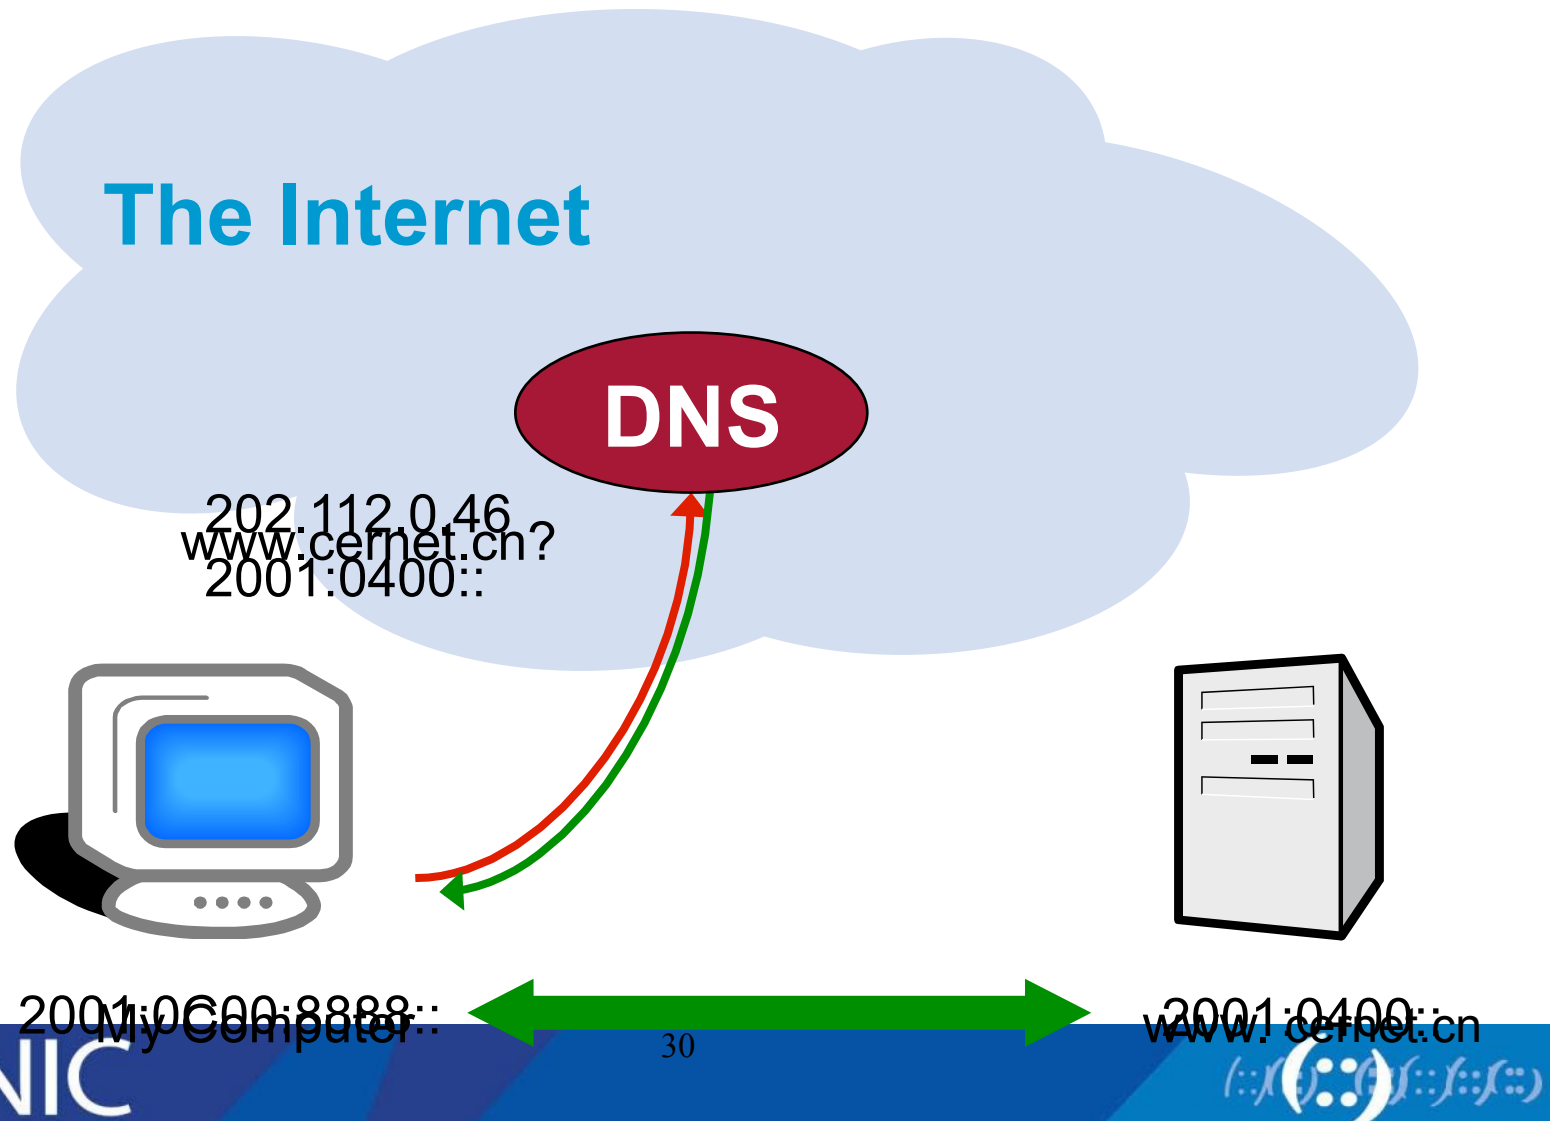 The Internet
DNS
202.112.0.46
www.cernet.cn?
2001:0400::
2001:0C00:8888::
My Computer
2001:0400::
www. cernet.cn
30
NIC
(::)